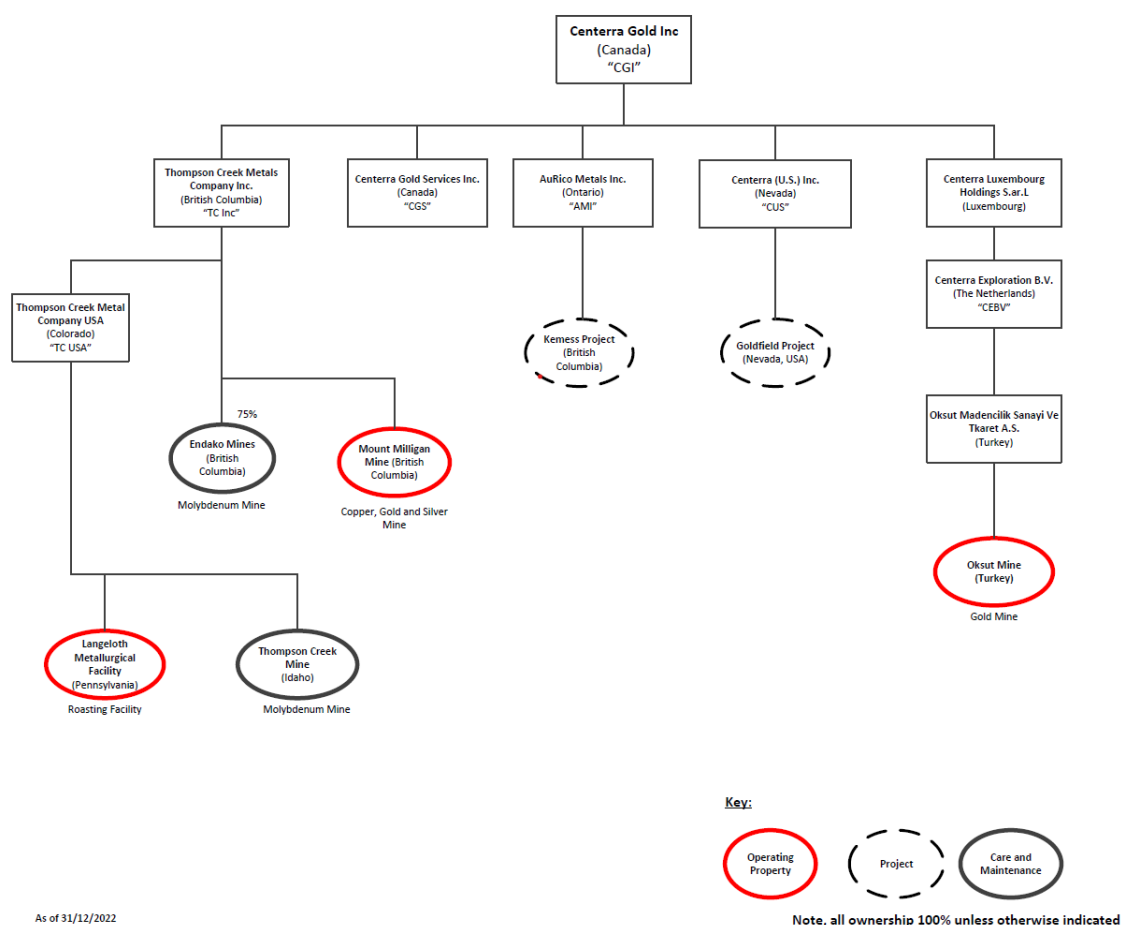 Centerra Gold Inc
(Canada)
"CGI"
Thompson Creek Metals
Company Inc.
(British Columbia)
"TC Inc"
Centerra Gold Services Inc.
(Canada)
"CGS"
AuRico Metals Inc.
(Ontario)
"AMI"
Centerra (U.S.) Inc.
(Nevada)
"CUS"
Centerra Luxembourg
Holdings S.ar.L
(Luxembourg)
Thompson Creek Metal
Company USA
(Colorado)
"TC USA"
Centerra Exploration B.V.
(The Netherlands)
"CEBV"
Kemess Project
(British
Columbia)
Goldfield Project
(Nevada, USA)
75%
Endako Mines
(British
Columbia)
Molybdenum Mine
Mount Milligan
Mine (British
Columbia)
Copper, Gold and Silver
Mine
Oksut Madencilik Sanayi Ve
Tkaret A.S.
(Turkey)
Oksut Mine
(Turkey)
Gold Mine
Langeloth
Metallurgical
Facility
(Pennsylvania)
Roasting Facility
Thompson Creek
Mine
(Idaho)
Molybdenum Mine
Key:
Operating
Property
Project
Care and
Maintenance
As of 31/12/2022
Note, all ownership 100% unless otherwise indicated